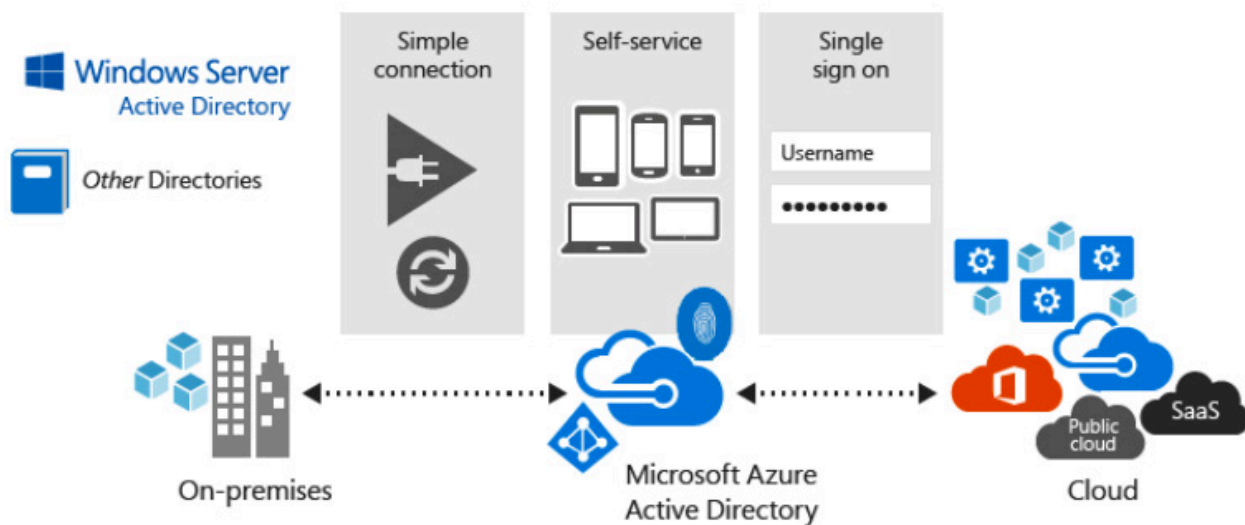 Windows Server
Active Directory
Other Directories
Simple
connection
Self-service
Single
sign on
Username
●●●●●●●●●
On-premises
Microsoft Azure
Active Directory
Public
cloud
SaaS
Cloud